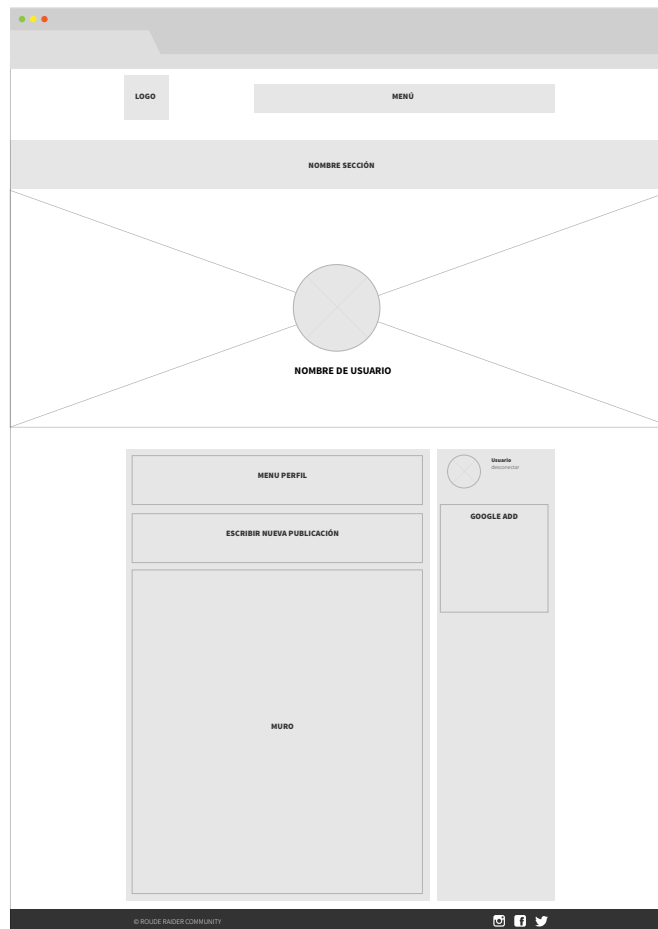 LOGO
MENÚ
NOMBRE SECCIÓN
NOMBRE DE USUARIO
MENU PERFIL
ESCRIBIR NUEVA PUBLICACIÓN
MURO
Usuario
desconectar
GOOGLE ADD
© ROUDE RAIDER COMMUNITY